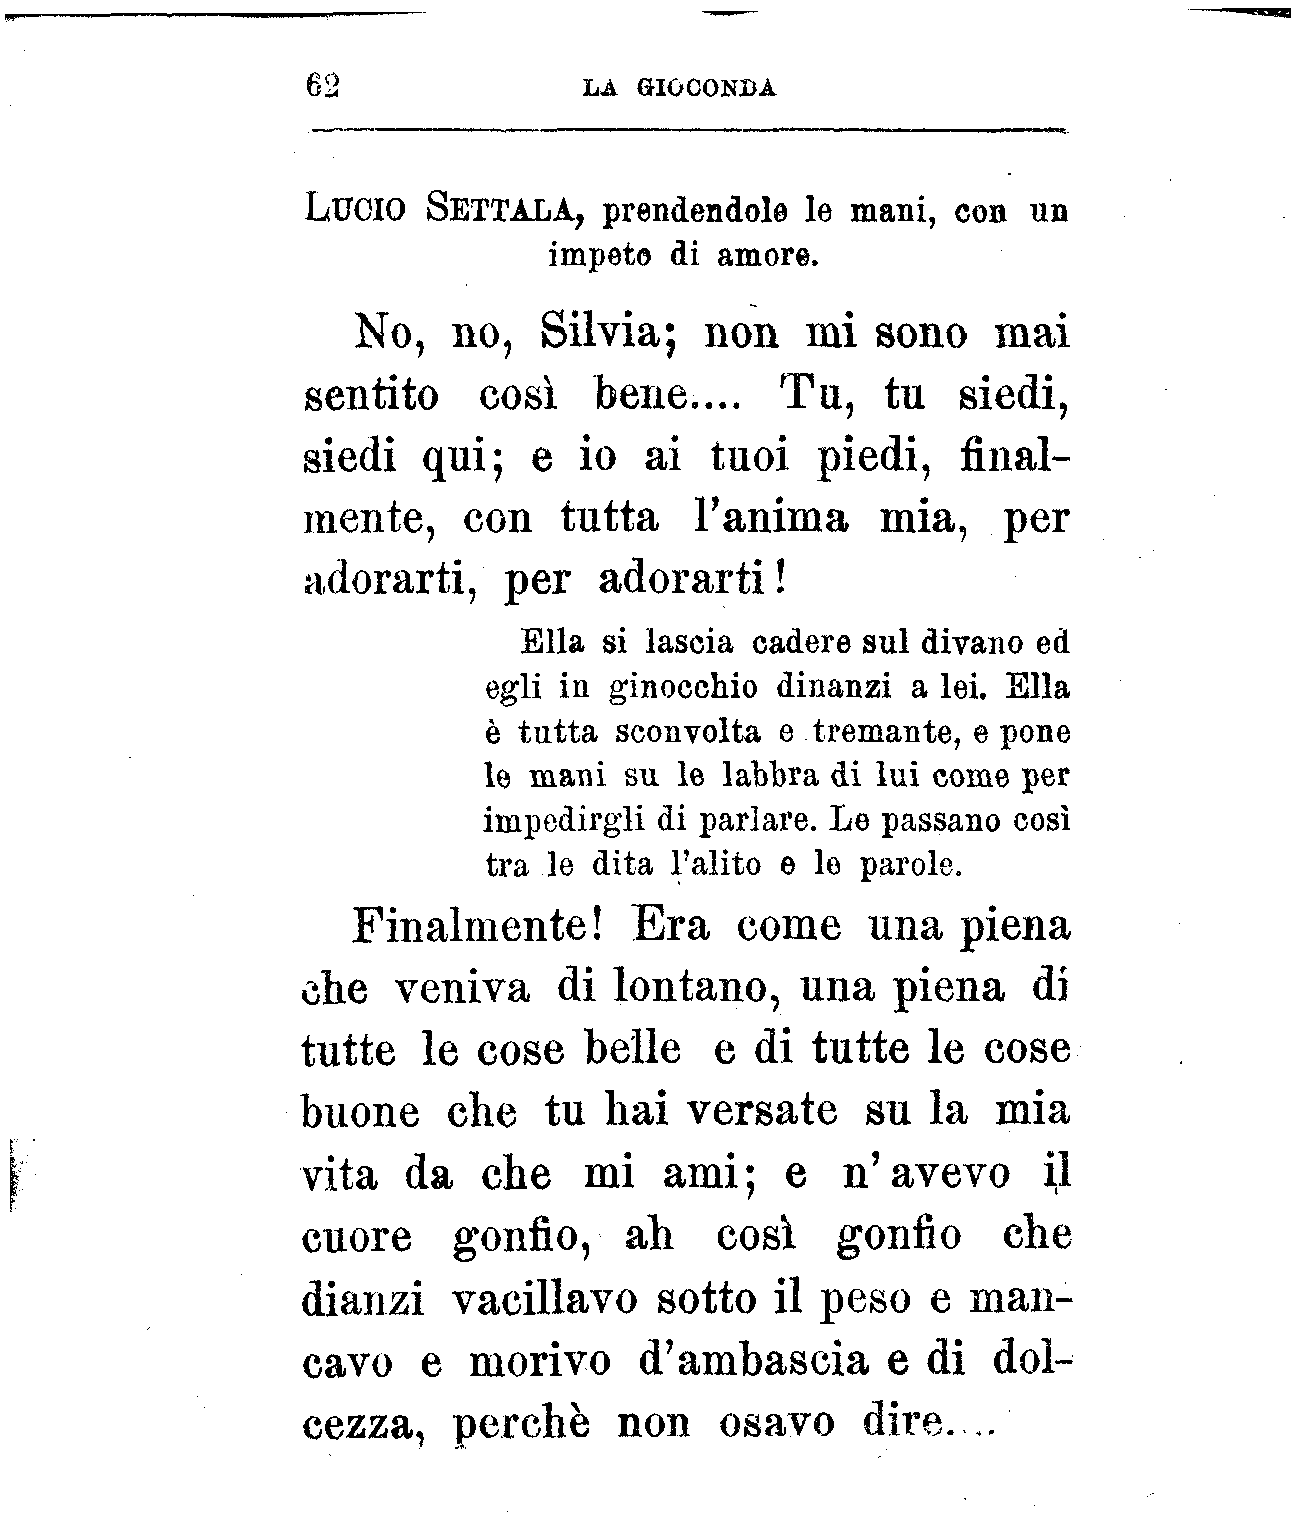 62 LA GIOCONDA
LUCIO SETTALA, prendendole le mani, con un
impeto di amore.
No, no, Silvia; non mi sono mai
sentito così bene.... Tu, tu siedi,
siedi qui; e io ai tuoi piedi, final-
mente, con tutta l'anima mia, per
adorarti, per adorarti!
Ella si lascia cadere sul divano ed
egli in ginocchio dinanzi a lei. Ella
è tutta sconvolta e tremante, e pone
le mani su le labbra di lui come per
impedirgli di parlare. Le passano così
tra le dita l'alito e le parole.
Finalmente! Era come una piena
che veniva di lontano, una piena di
tutte le cose belle e di tutte le cose
buone che tu hai versate su la mia
vita da che mi ami; e n'avevo il
cuore gonfio, ah così gonfio che
dianzi vacillavo sotto il peso e man-
cavo e morivo d'ambascia e di dol-
cezza, perchè non osavo dire....